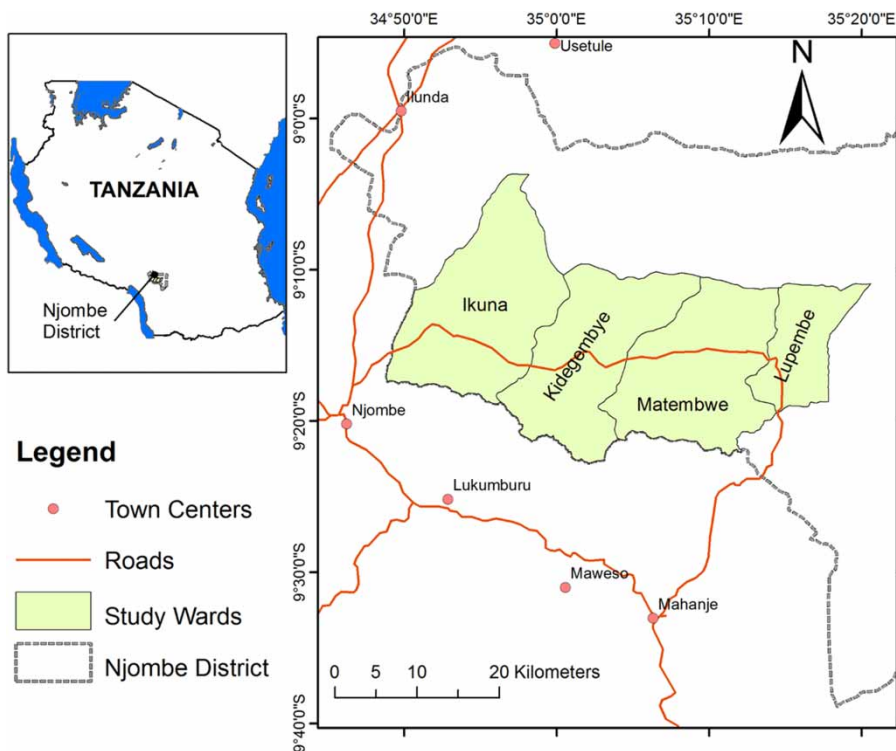 34°50'0"E
35°0'0"E
35°10'0"E
35°20'0"E
TANZANIA
Njombe
District
Usetule
N
Ilunda
9°0'0"S
9°10'0"S
Ikuna
Kidegembye
Matembwe
Lupembe
9°20'0"S
Njombe
Legend
Town Centers
Roads
Study Wards
Njombe District
Lukumburu
9°30'0"S
Maweso
Mahanje
0 5 10 20 Kilometers
9°40'0"S